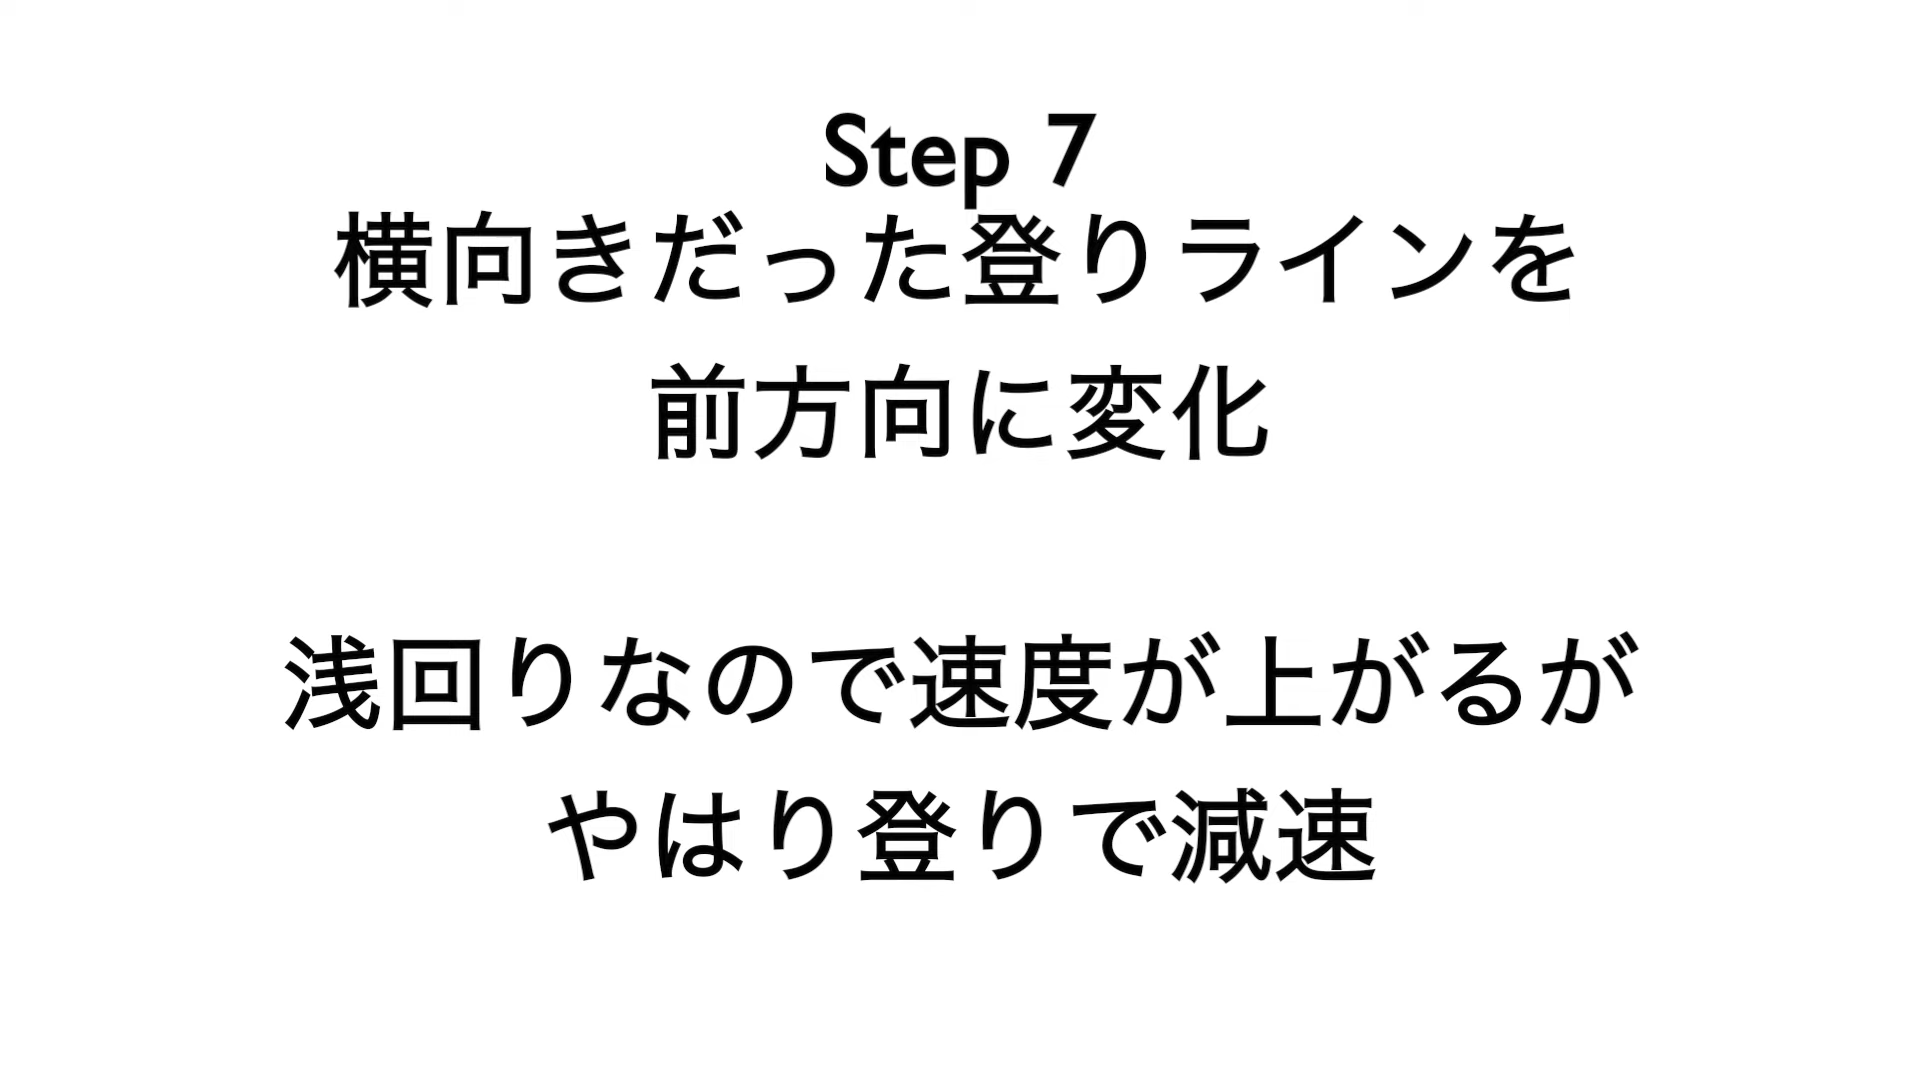 Step 7
横向きだった登りラインを
前方向に変化
浅回りなので速度が上がるが
やはり登りで減速